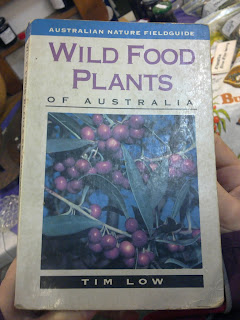 AUSTRALIAN NATURE FIELDGUIDE
WILD FOOD
PLANTS
OF AUSTRALIA
TIM LOW